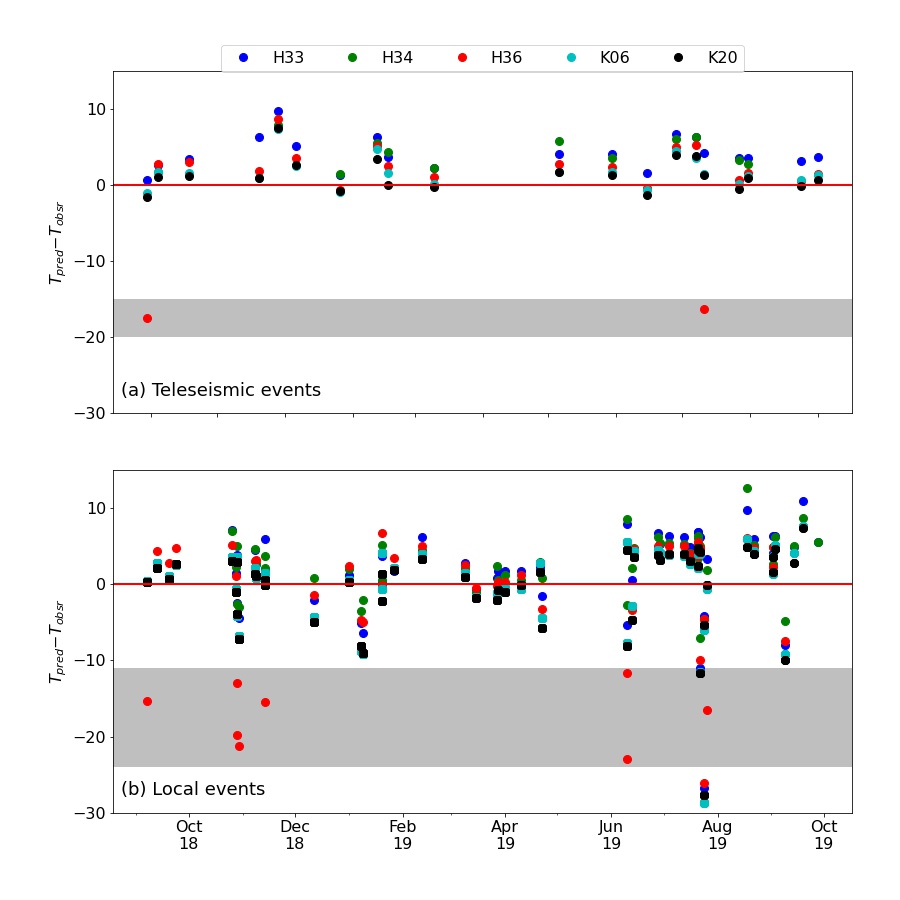 H33 H34 H36 K06 K20
10
0
−10
−20
−30
T_pred − T_obsr
(a) Teleseismic events
10
0
−10
−20
−30
T_pred − T_obsr
(b) Local events
Oct Dec Feb Apr Jun Aug Oct
18 18 19 19 19 19 19